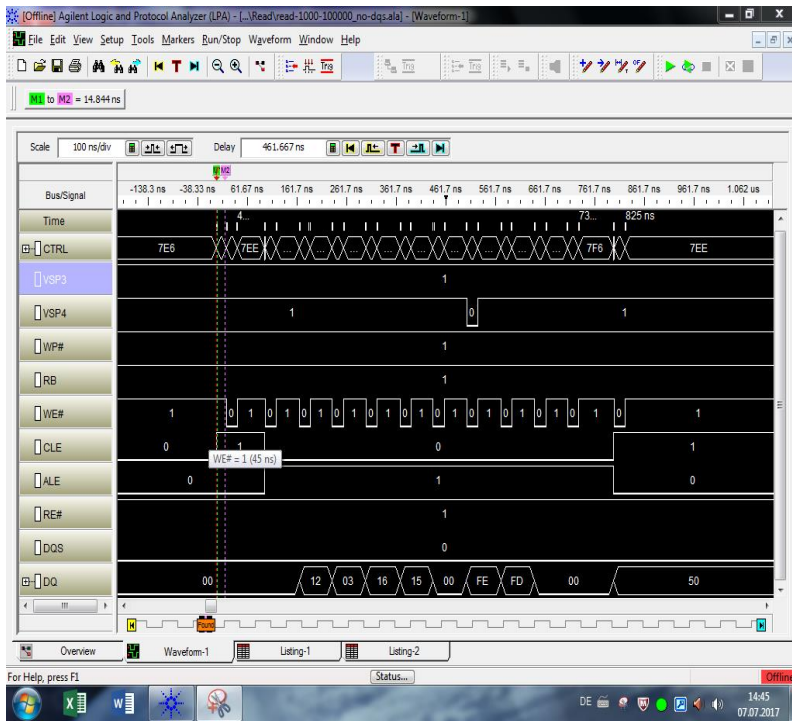 [Offline] Agilent Logic and Protocol Analyzer (LPA) - [...\Read\read-1000-100000_no-dqs.ala] - [Waveform-1]
File Edit View Setup Tools Markers Run/Stop Waveform Window Help
M1 to M2 = 14.844 ns
Scale 100 ns/div Delay 461.667 ns
M2
Bus/Signal -138.3 ns -38.33 ns 61.67 ns 161.7 ns 261.7 ns 361.7 ns 461.7 ns 561.7 ns 661.7 ns 761.7 ns 861.7 ns 961.7 ns 1.062 us
Time 4... 73... 825 ns
CTRL 7E6 7EE ... ... ... ... ... ... 7F6 7EE
VSP3 1
VSP4 1 0 1
WP# 1
RB 1
WE# 1 0 1 0 1 0 1 0 1 0 1 0 1 0 1 0 1 0 1
CLE 0 1 0 1
WE# = 1 (45 ns)
ALE 0 1 0
RE# 1
DQS 0
DQ 00 12 03 16 15 00 FE FD 00 50
Found
Overview Waveform-1 Listing-1 Listing-2
For Help, press F1 Status... Offline
DE 14:45
07.07.2017